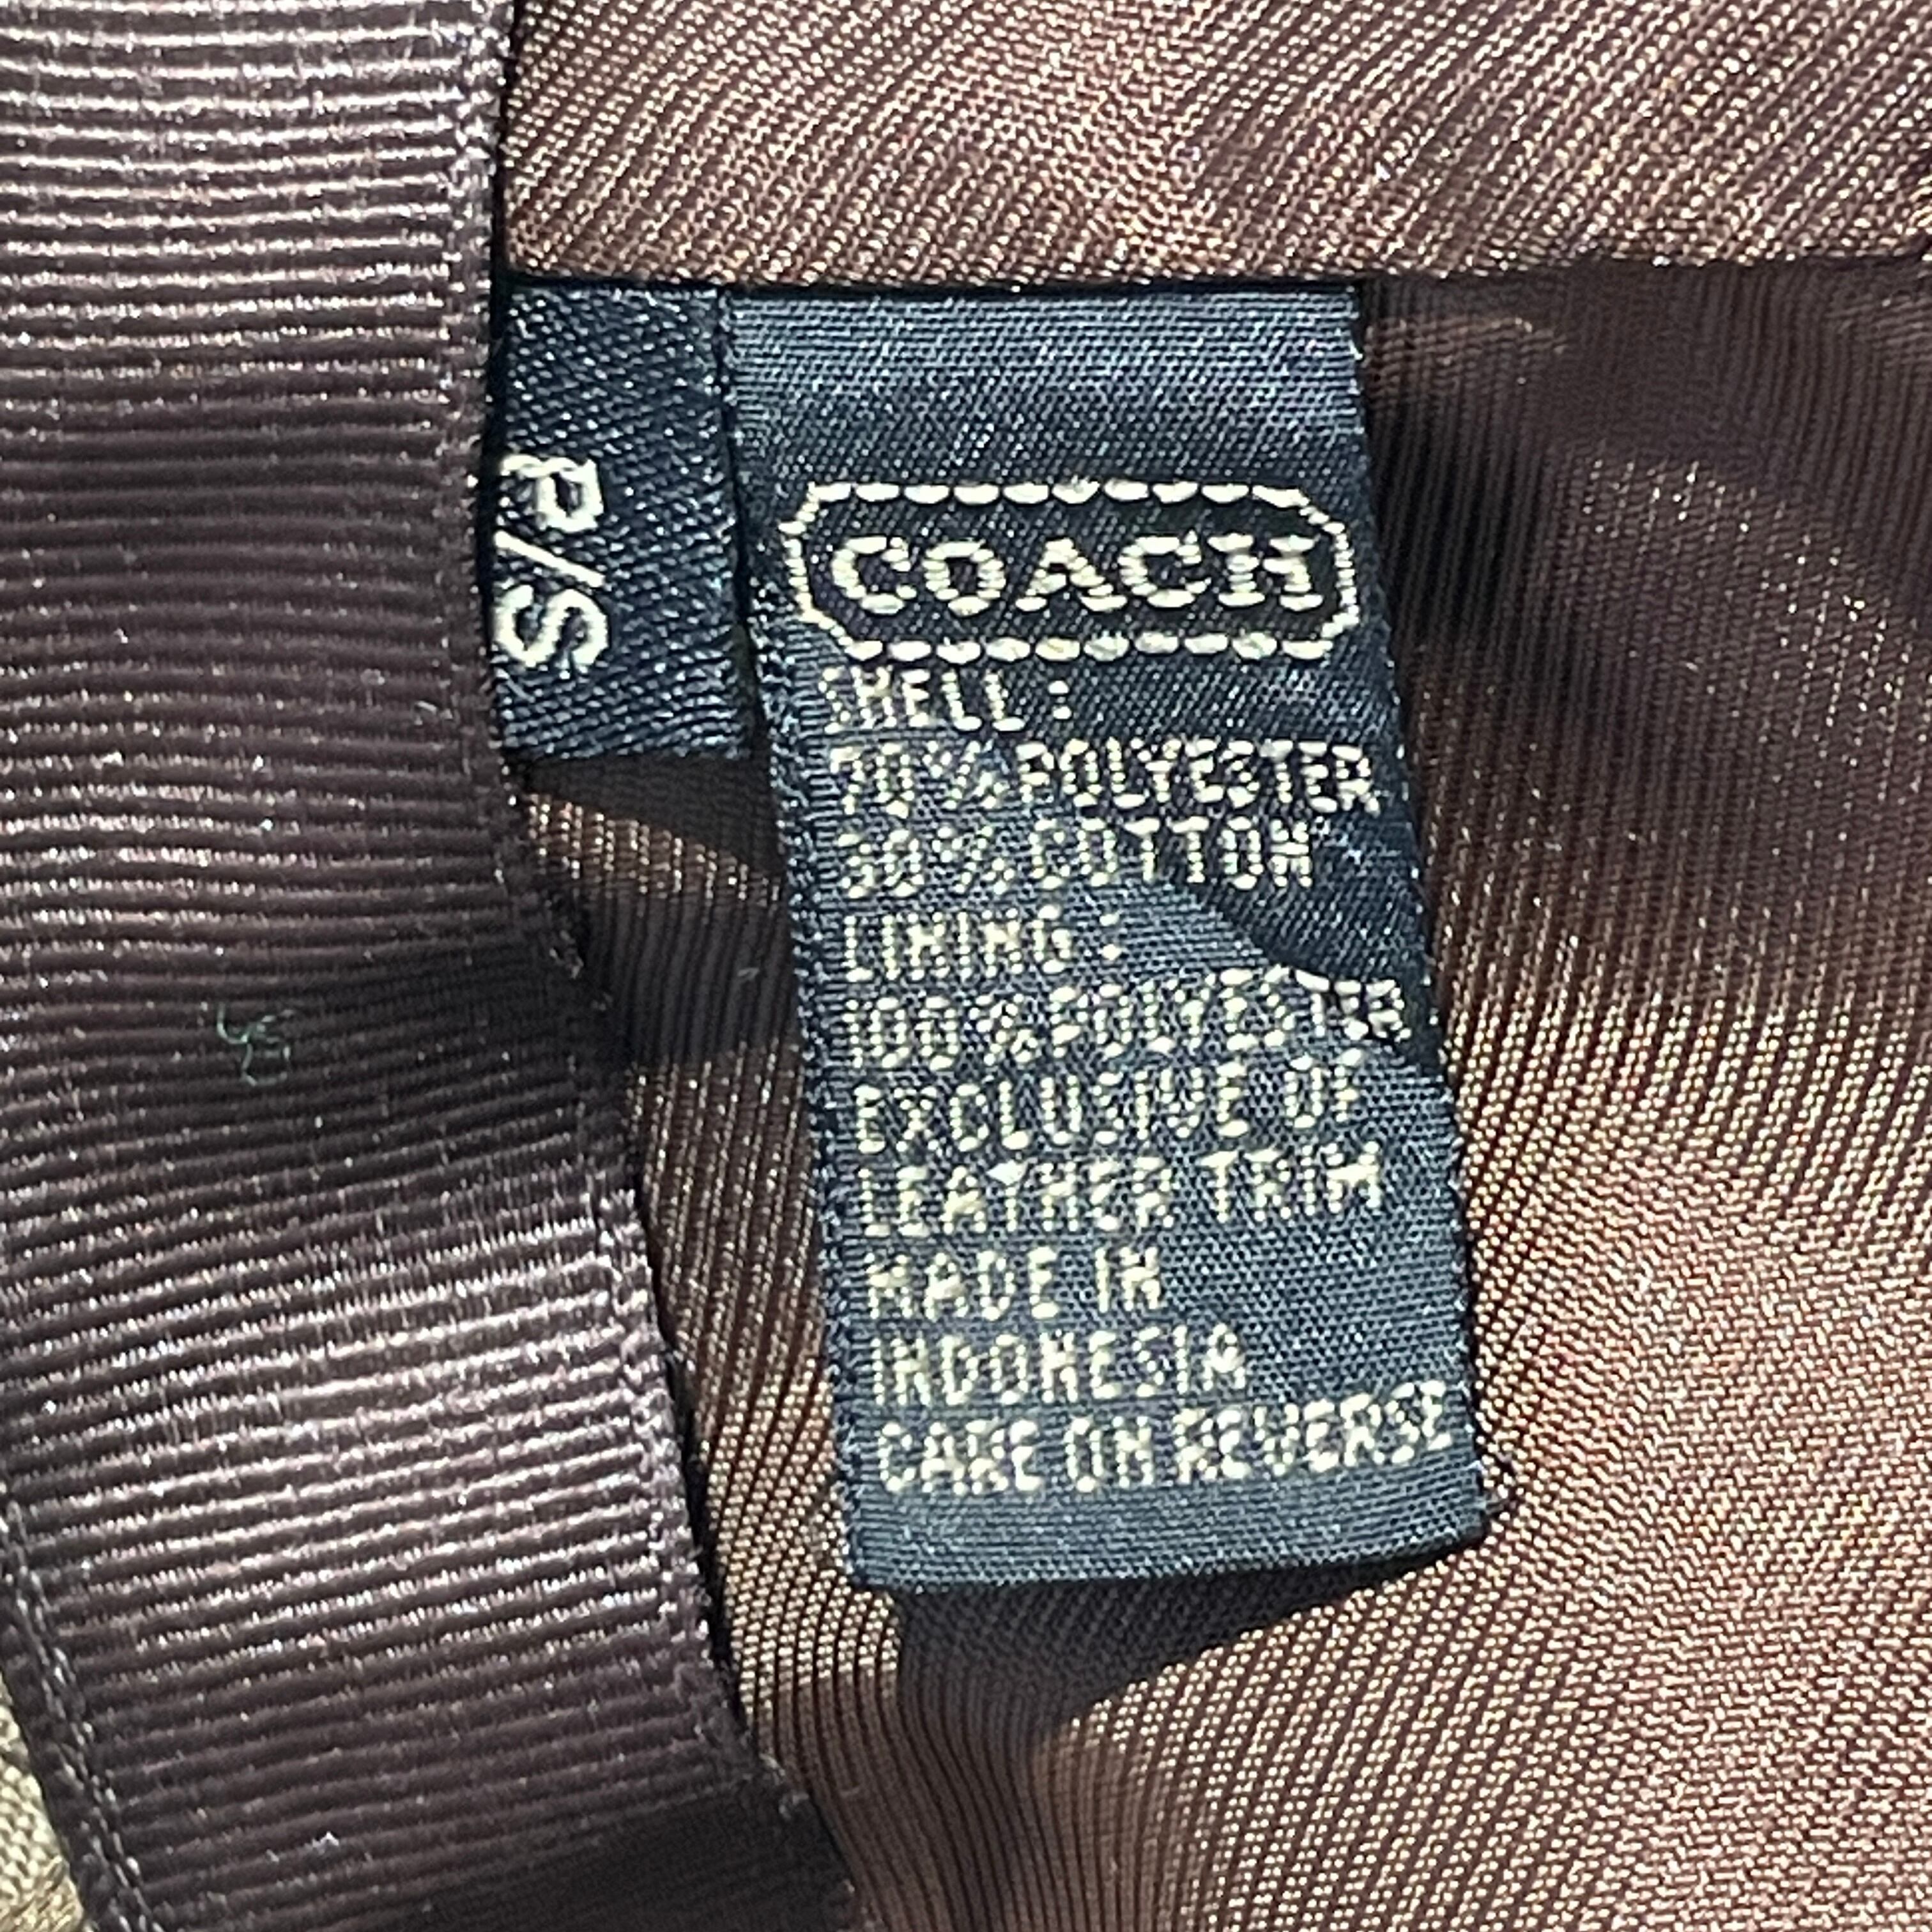 P/S
COACH
SHELL :
70% POLYESTER
30% COTTON
LINING :
100% POLYESTER
EXCLUSIVE OF
LEATHER TRIM
MADE IN
INDONESIA
CARE ON REVERSE